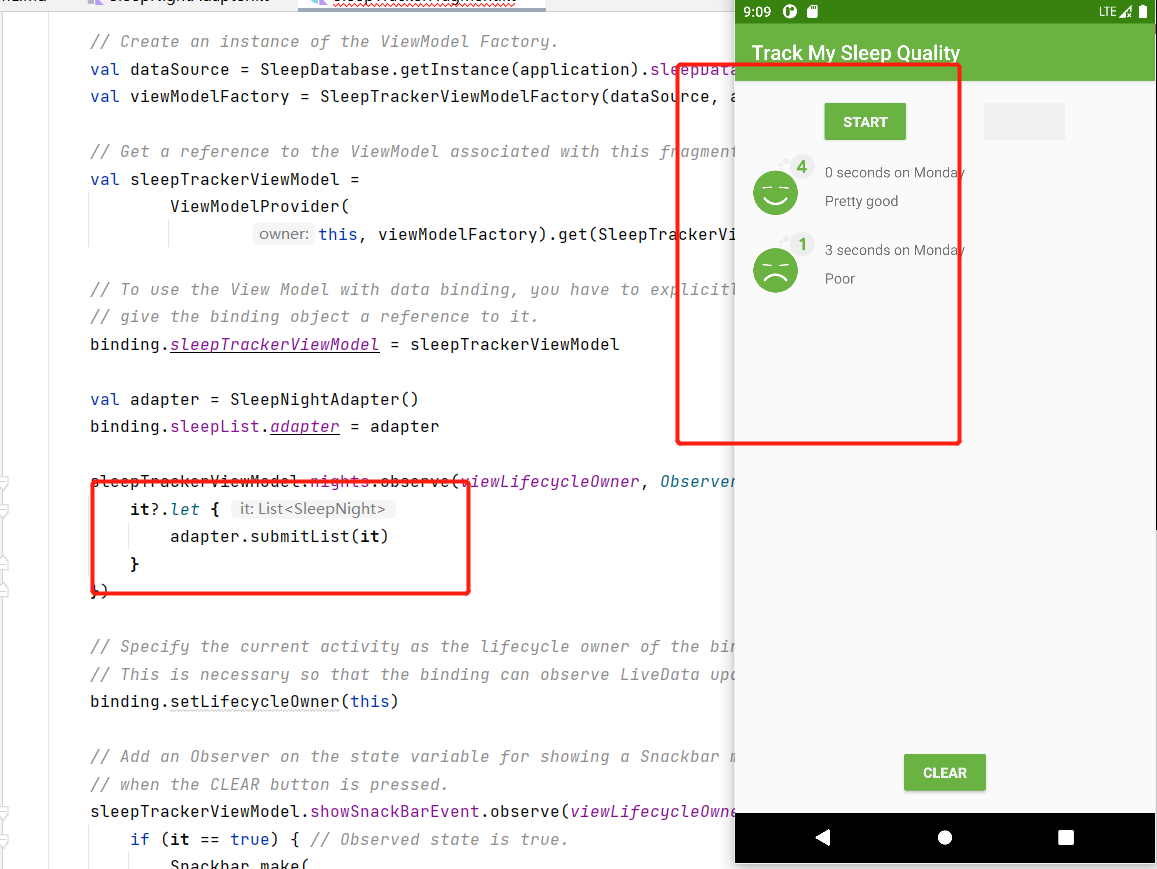 // Create an instance of the ViewModel Factory.
val dataSource = SleepDatabase.getInstance(application).
val viewModelFactory = SleepTrackerViewModelFactory(dataSource,
// Get a reference to the ViewModel associated with this fragment
val sleepTrackerViewModel =
ViewModelProvider(
owner: this, viewModelFactory).get(
// To use the View Model with data binding, you have to
// give the binding object a reference to it.
binding.sleepTrackerViewModel = sleepTrackerViewModel
val adapter = SleepNightAdapter()
binding.sleepList.adapter = adapter
sleepTrackerViewModel.nights.observe(viewLifecycleOwner, Observer
it?.let { it: List<SleepNight>
adapter.submitList(it)
}
})
// Specify the current activity as the lifecycle owner of the
// This is necessary so that the binding can observe LiveData
binding.setLifecycleOwner(this)
// Add an Observer on the state variable for showing a Snackbar
// when the CLEAR button is pressed.
sleepTrackerViewModel.showSnackBarEvent.observe(
if (it == true) { // Observed state is true.
Snackbar.make(
9:09
LTE
Track My Sleep Quality
START
4
0 seconds on Monday
Pretty good
1
3 seconds on Monday
Poor
CLEAR